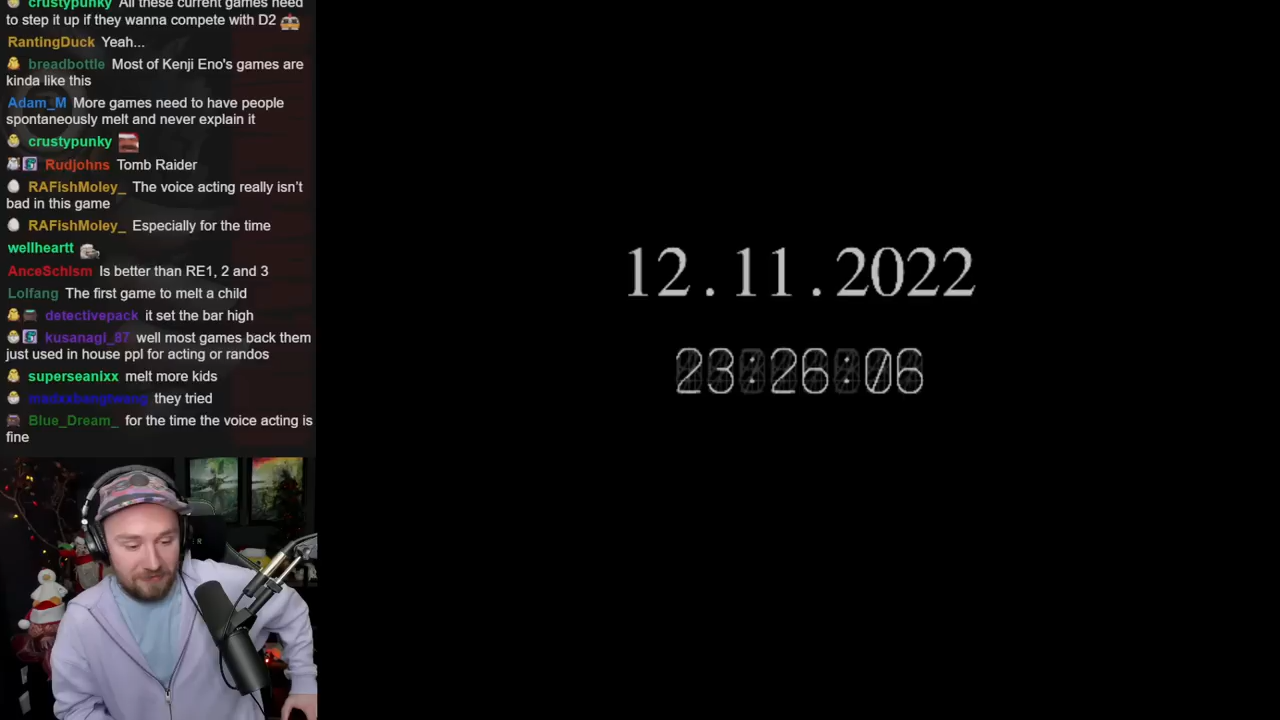 crustypunky All these current games need
to step it up if they wanna compete with D2
RantingDuck Yeah...
breadbottle Most of Kenji Eno's games are
kinda like this
Adam_M More games need to have people
spontaneously melt and never explain it
crustypunky
Rudjohns Tomb Raider
RAFishMoley_ The voice acting really isn't
bad in this game
RAFishMoley_ Especially for the time
wellheartt
AnceSchism Is better than RE1, 2 and 3
Lolfang The first game to melt a child
detectivepack it set the bar high
kusanagi_87 well most games back them
just used in house ppl for acting or randos
superseanixx melt more kids
they tried
Blue_Dream_ for the time the voice acting is
fine
12.11.2022
23:26:06